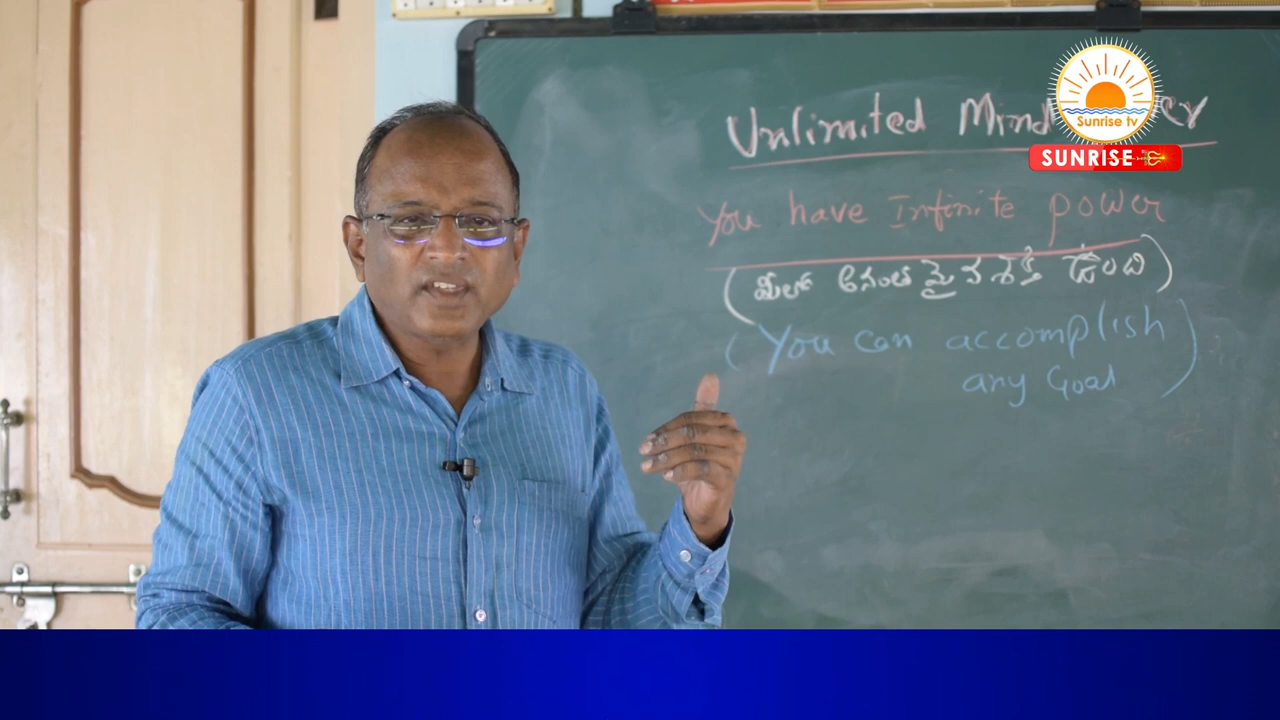 Unlimited Mind
Sunrise tv
SUNRISE
You have Infinite power
(మీలో అనంతమైన శక్తి ఉంది)
(You can accomplish
any Goal)